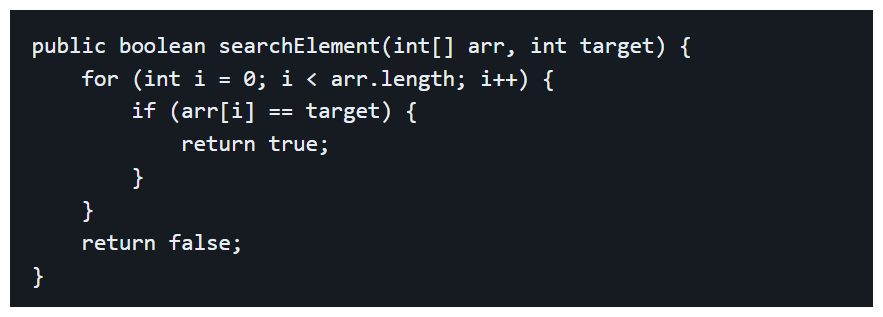 public boolean searchElement(int[] arr, int target) {
    for (int i = 0; i < arr.length; i++) {
        if (arr[i] == target) {
            return true;
        }
    }
    return false;
}